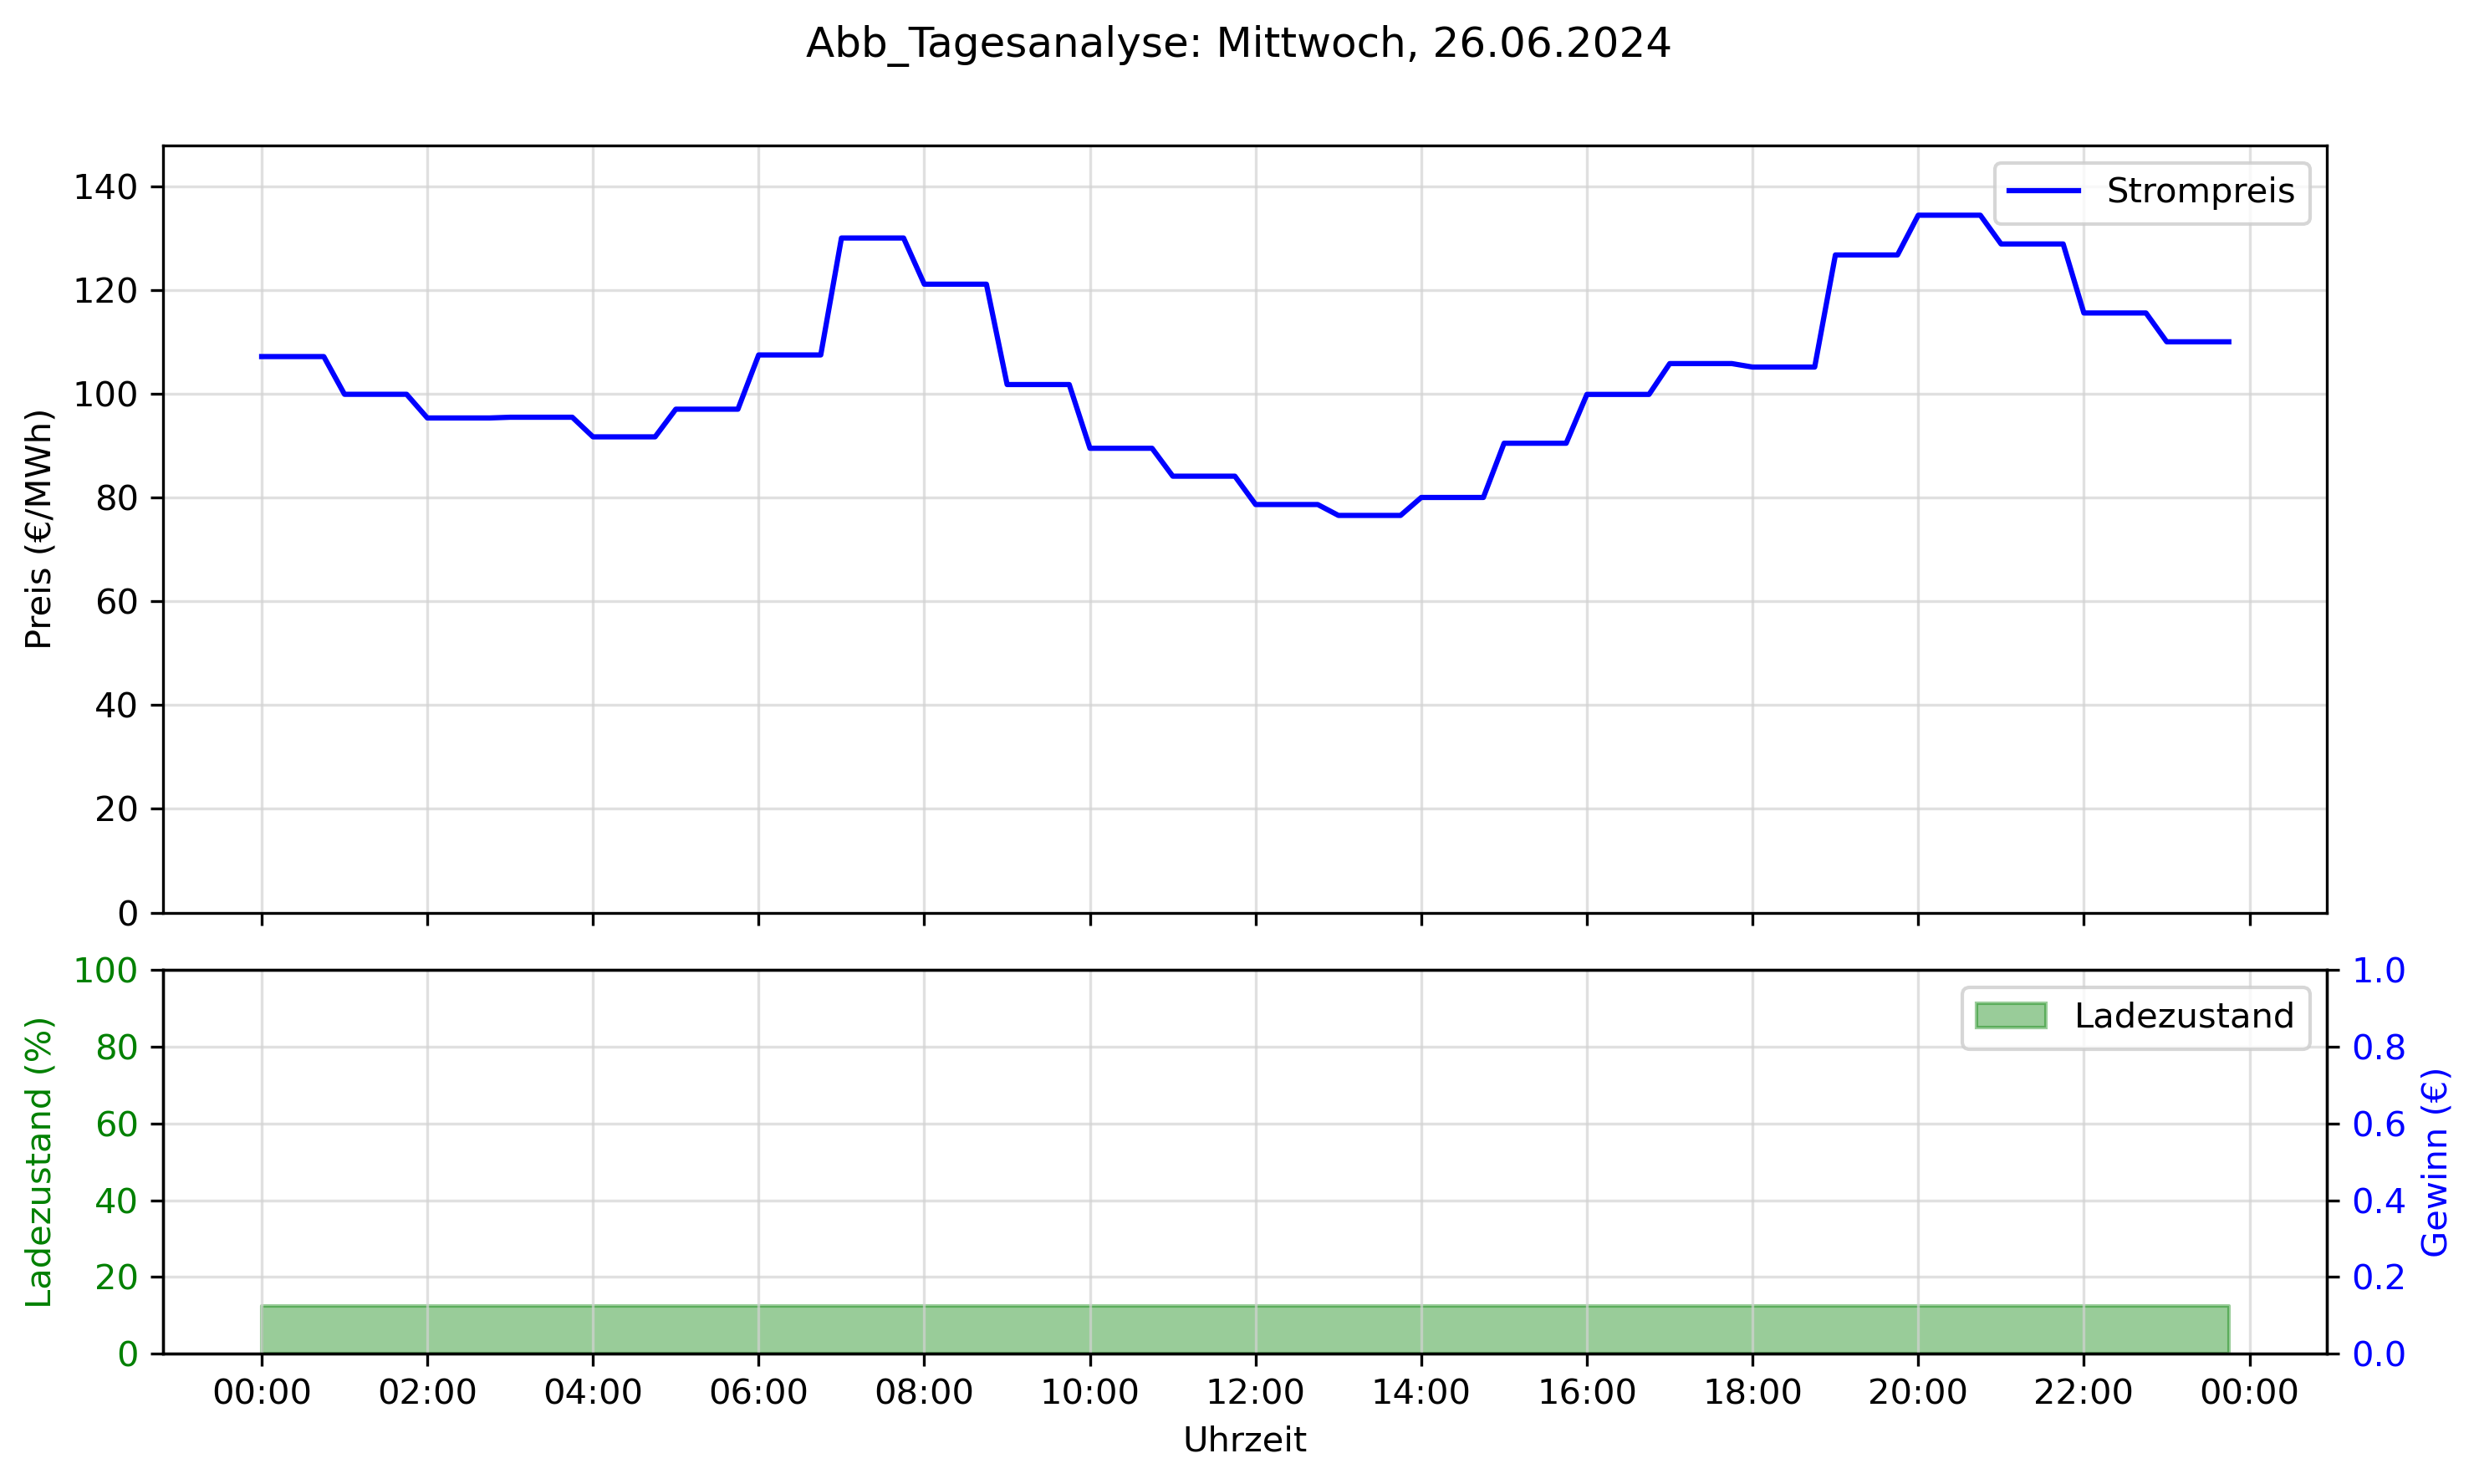 Abb_Tagesanalyse: Mittwoch, 26.06.2024
Strompreis
Preis (€/MWh)
140
120
100
80
60
40
20
0
Ladezustand
Ladezustand (%)
100
80
60
40
20
0
1.0
0.8
0.6
0.4
0.2
0.0
Gewinn (€)
00:00 02:00 04:00 06:00 08:00 10:00 12:00 14:00 16:00 18:00 20:00 22:00 00:00
Uhrzeit